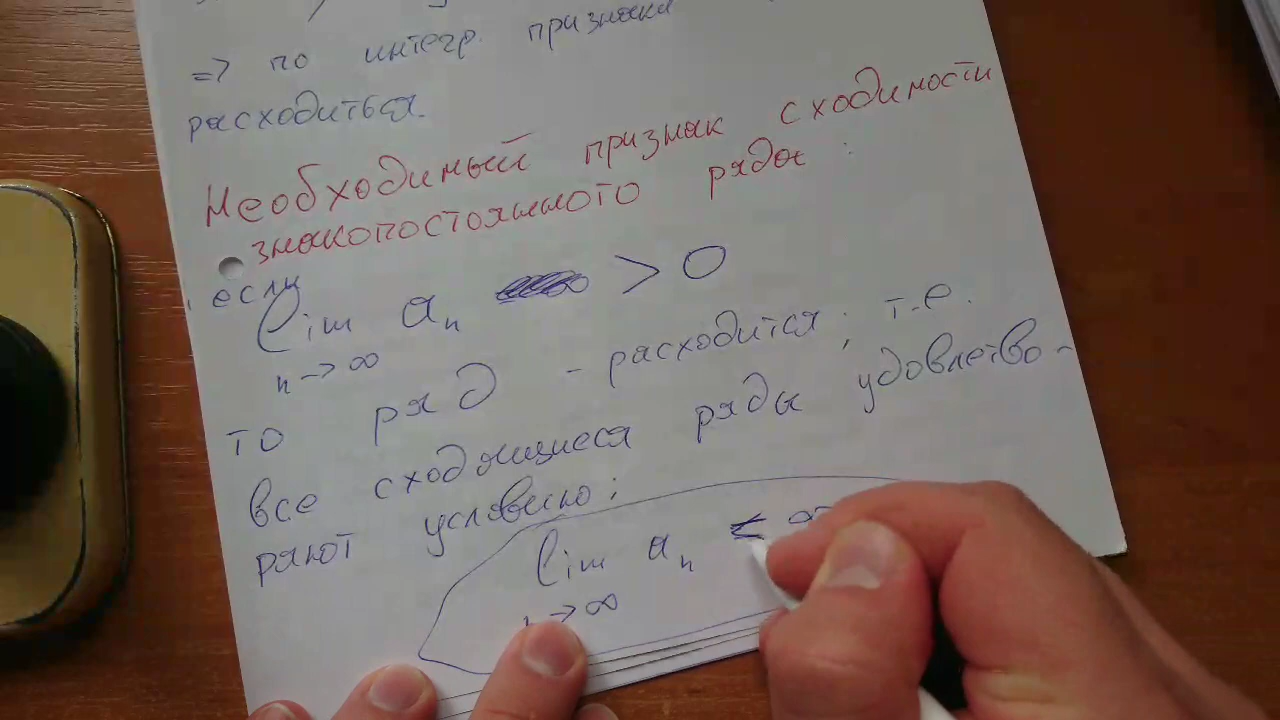 => по интегр. признаку
расходиться.
Необходимый признак сходимости
знакопостоянного ряда:
если
lim aₙ > 0
n → ∞
то ряд - расходится; т.е.
все сходящиеся ряды удовлетво-
ряют условию:
lim aₙ
n → ∞